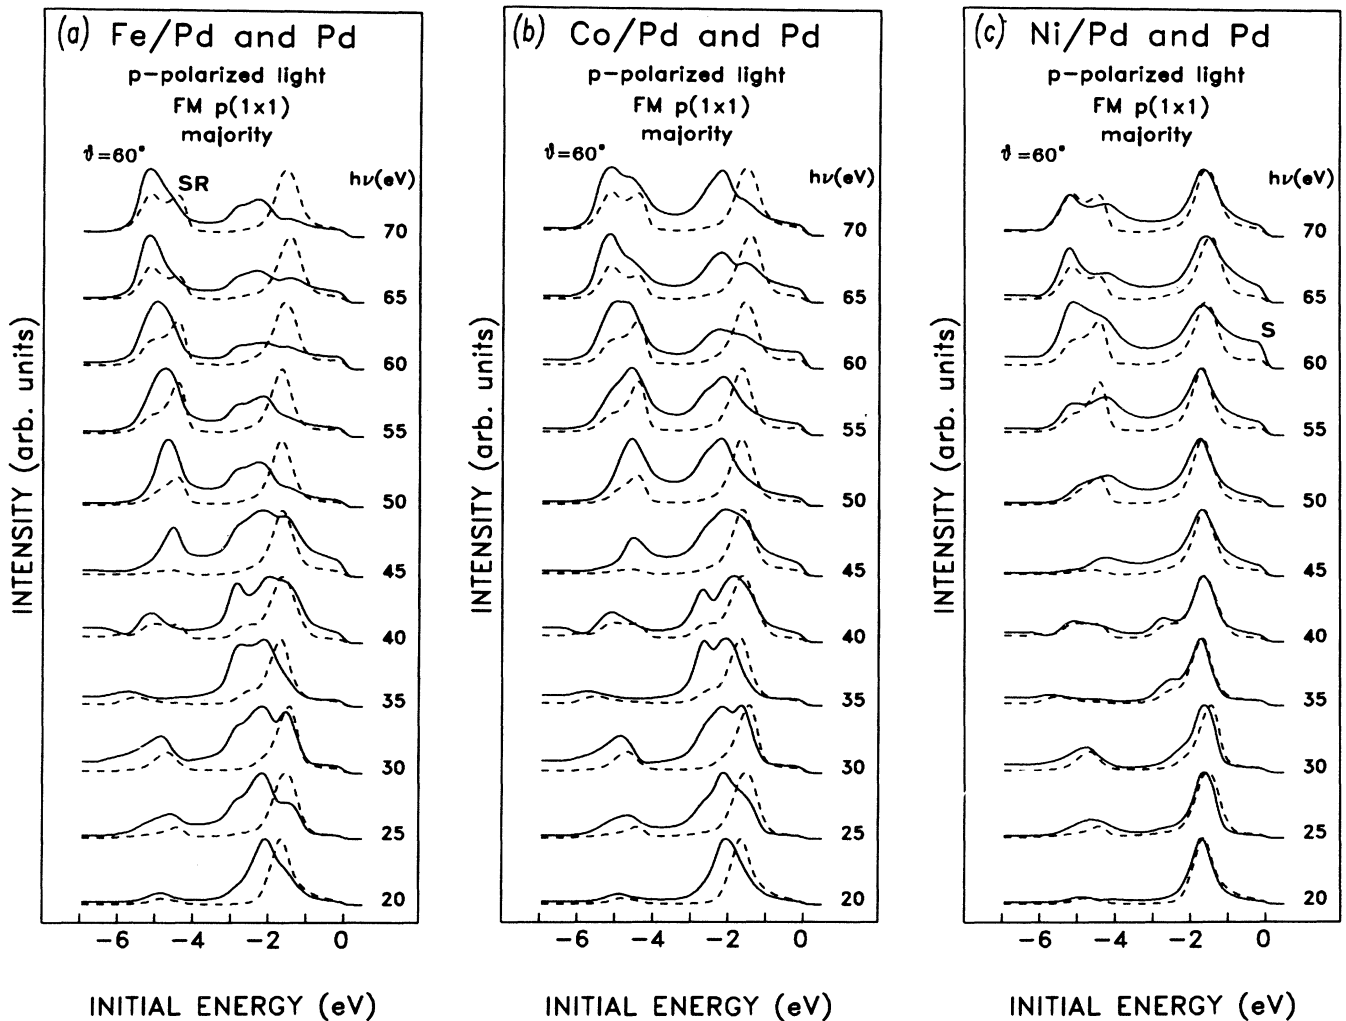 (a) Fe/Pd and Pd
p-polarized light
FM p(1x1)
majority
ϑ=60°
SR
hν(eV)
70
65
60
55
50
45
40
35
30
25
20
-6 -4 -2 0
INITIAL ENERGY (eV)
INTENSITY (arb. units)
(b) Co/Pd and Pd
p-polarized light
FM p(1x1)
majority
ϑ=60°
hν(eV)
70
65
60
55
50
45
40
35
30
25
20
-6 -4 -2 0
INITIAL ENERGY (eV)
INTENSITY (arb. units)
(c) Ni/Pd and Pd
p-polarized light
FM p(1x1)
majority
ϑ=60°
hν(eV)
70
65
S
60
55
50
45
40
35
30
25
20
-6 -4 -2 0
INITIAL ENERGY (eV)
INTENSITY (arb. units)